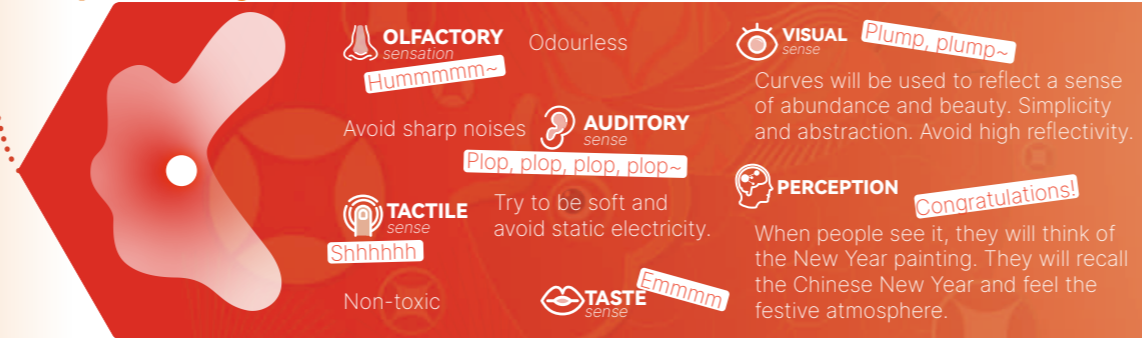 OLFACTORY
sensation
Odourless
Hummmmm~
Avoid sharp noises
AUDITORY
sense
Plop, plop, plop, plop~
TACTILE
sense
Shhhhhh
Try to be soft and
avoid static electricity.
Non-toxic
TASTE
sense
Emmmm
VISUAL
sense
Plump, plump~
Curves will be used to reflect a sense
of abundance and beauty. Simplicity
and abstraction. Avoid high reflectivity.
PERCEPTION
Congratulations!
When people see it, they will think of
the New Year painting. They will recall
the Chinese New Year and feel the
festive atmosphere.